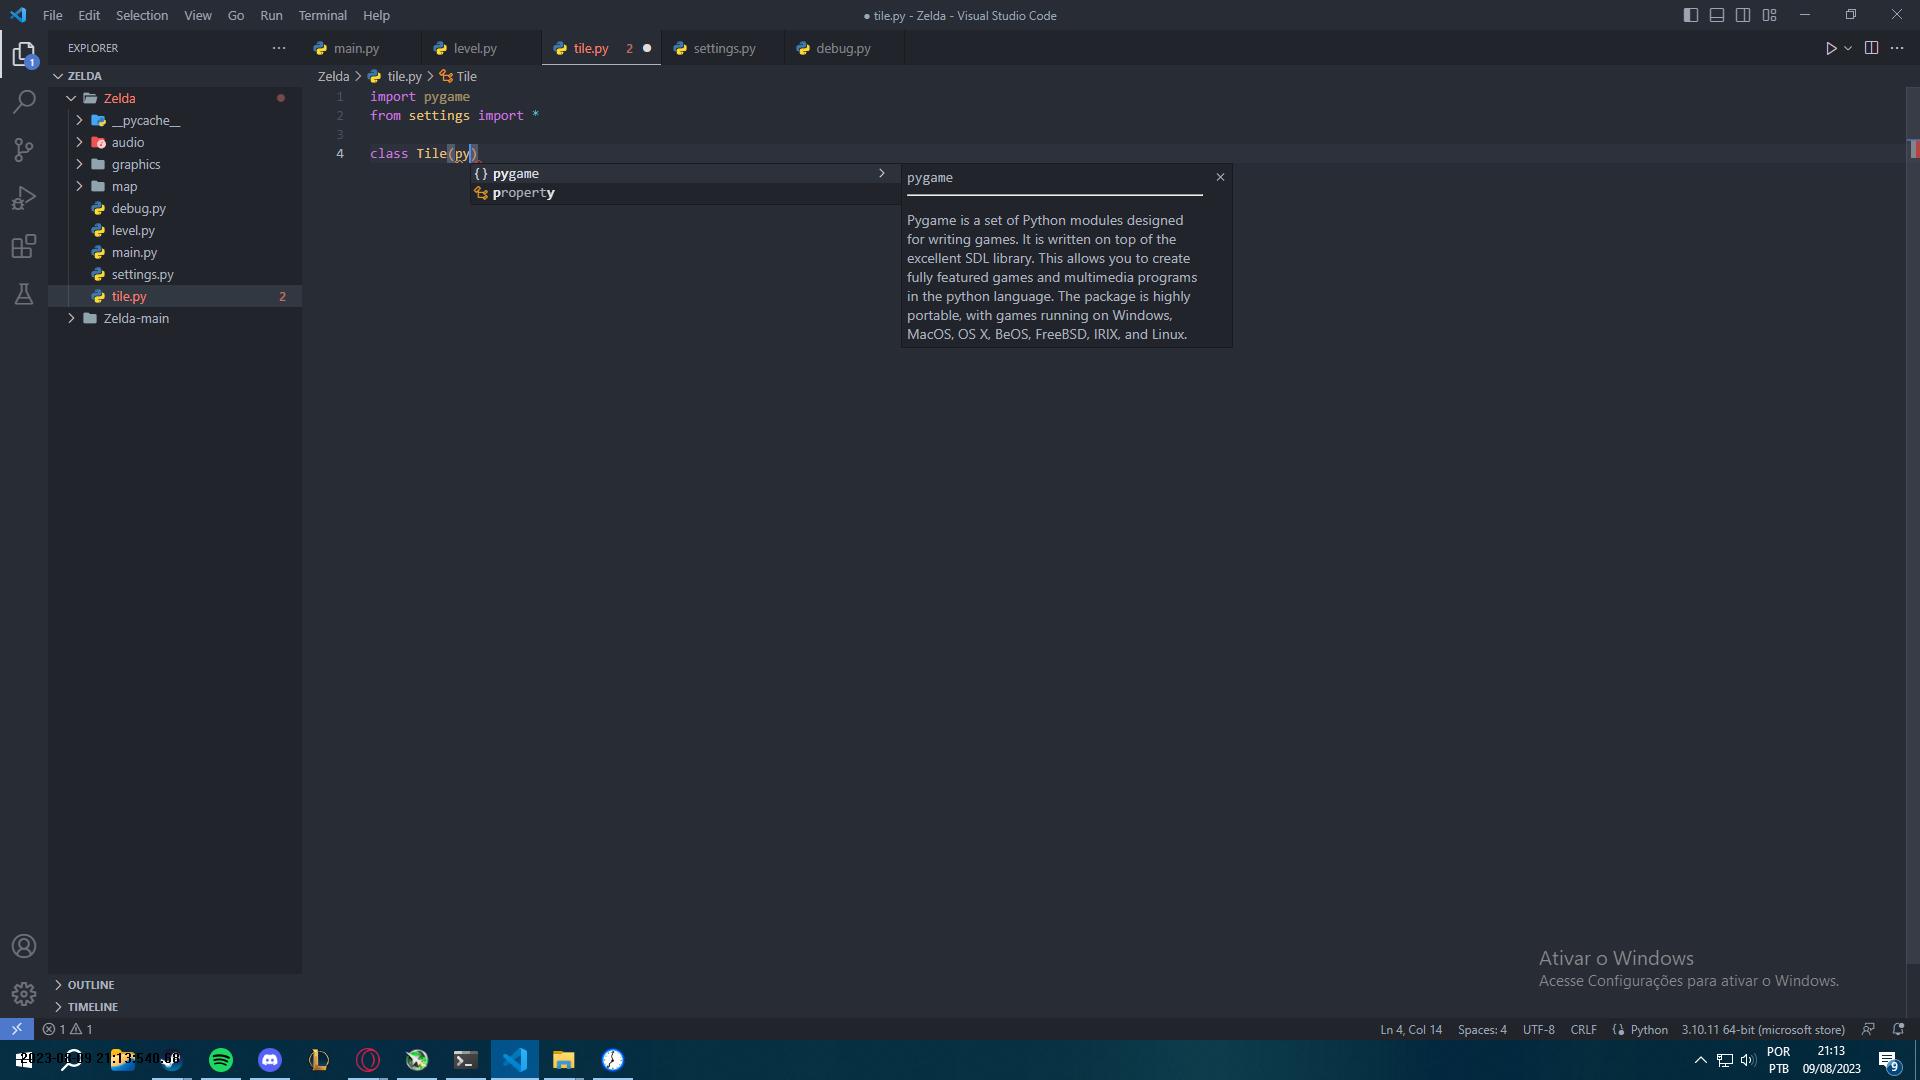 File Edit Selection View Go Run Terminal Help
● tile.py - Zelda - Visual Studio Code
EXPLORER
main.py level.py tile.py 2 settings.py debug.py
1
ZELDA
Zelda
__pycache__
audio
graphics
map
debug.py
level.py
main.py
settings.py
tile.py 2
Zelda-main
Zelda > tile.py > Tile
1 import pygame
2 from settings import *
3
4 class Tile(py)
{} pygame
property
pygame
Pygame is a set of Python modules designed
for writing games. It is written on top of the
excellent SDL library. This allows you to create
fully featured games and multimedia programs
in the python language. The package is highly
portable, with games running on Windows,
MacOS, OS X, BeOS, FreeBSD, IRIX, and Linux.
Ativar o Windows
Acesse Configurações para ativar o Windows.
OUTLINE
TIMELINE
1 1
Ln 4, Col 14 Spaces: 4 UTF-8 CRLF Python 3.10.11 64-bit (microsoft store)
POR
PTB
21:13
09/08/2023
9